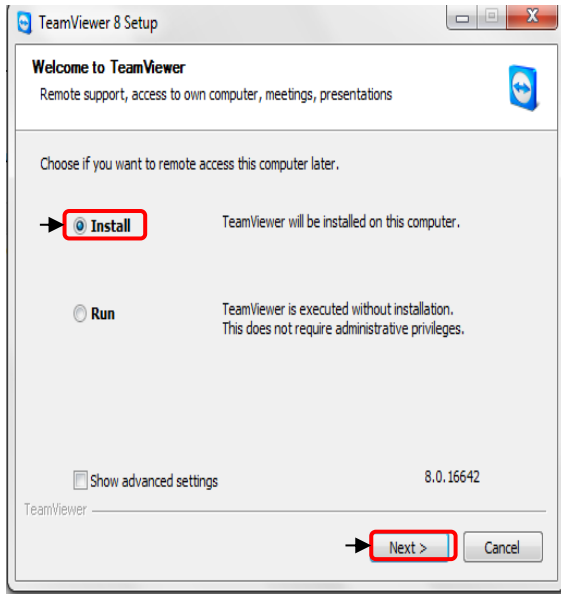 TeamViewer 8 Setup
X
Welcome to TeamViewer
Remote support, access to own computer, meetings, presentations
Choose if you want to remote access this computer later.
Install TeamViewer will be installed on this computer.
Run TeamViewer is executed without installation.
This does not require administrative privileges.
Show advanced settings 8.0.16642
TeamViewer
Next > Cancel